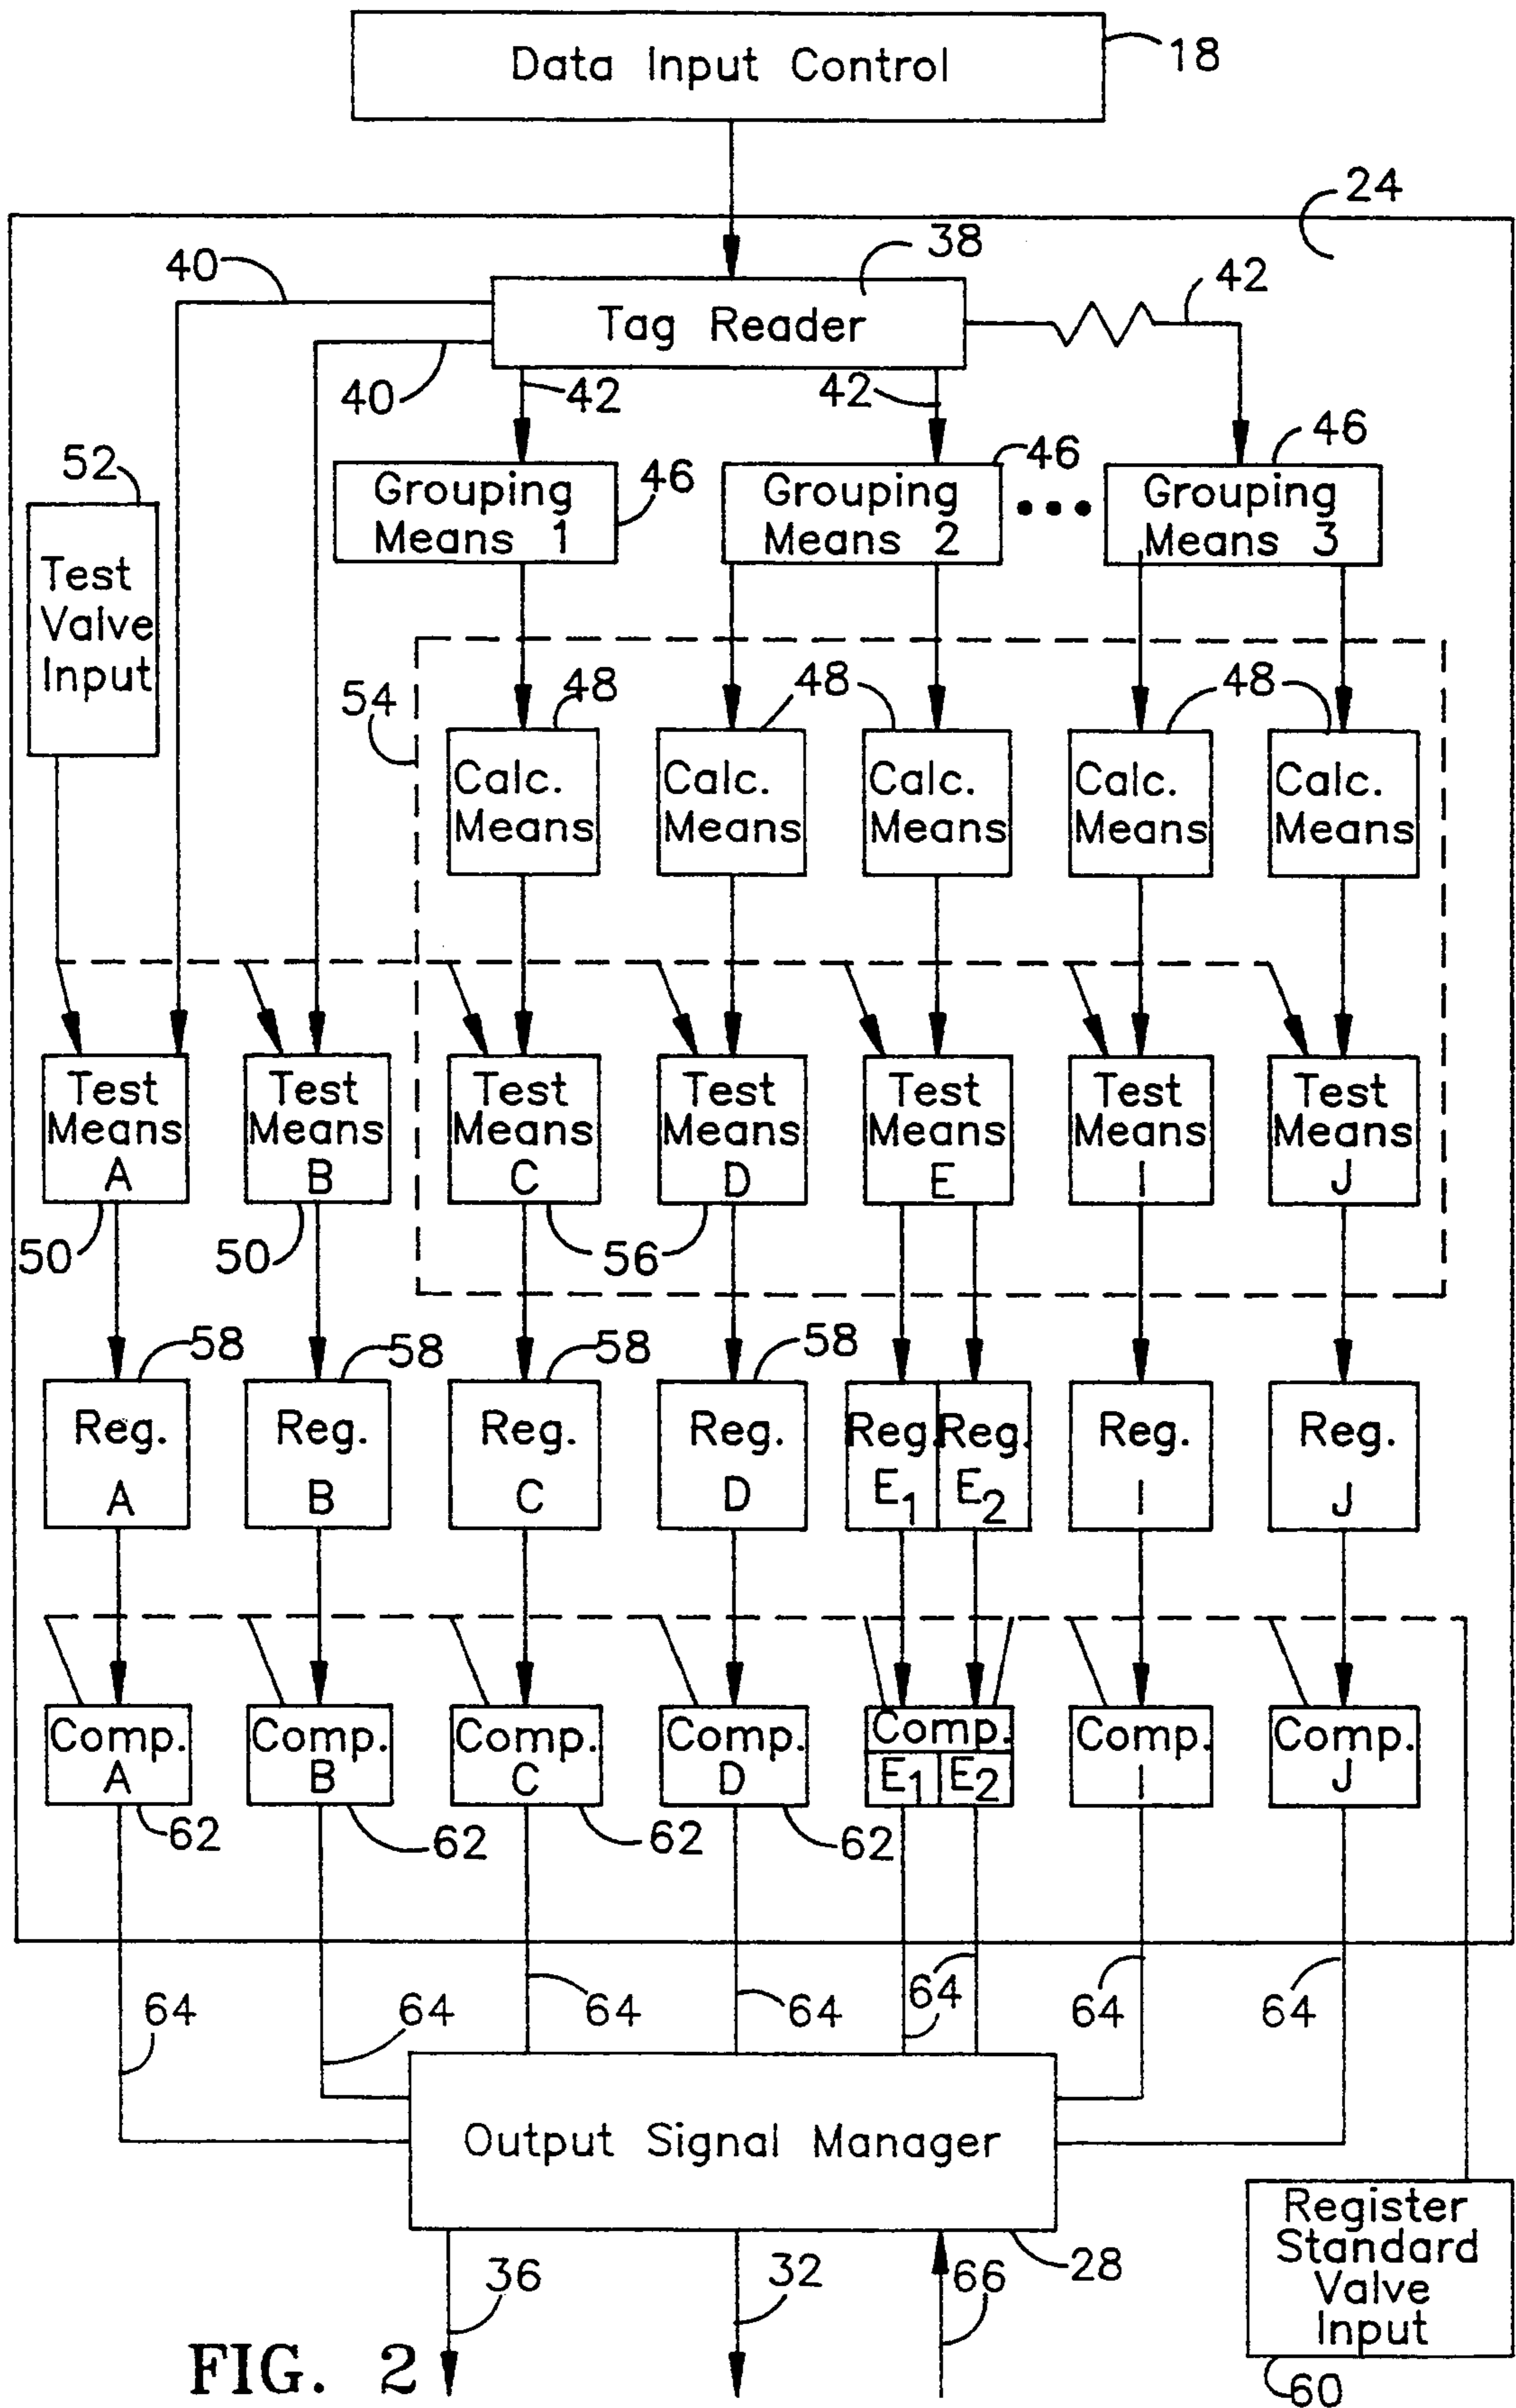 Data Input Control
18
24
38
40
Tag Reader
42
40
42
42
52
46
46
46
Grouping
Means 1
Grouping
Means 2
Grouping
Means 3
Test
Valve
Input
54
48
48
48
Calc.
Means
Calc.
Means
Calc.
Means
Calc.
Means
Calc.
Means
Test
Means
A
Test
Means
B
Test
Means
C
Test
Means
D
Test
Means
E
Test
Means
I
Test
Means
J
50
50
56
58
58
58
58
Reg.
A
Reg.
B
Reg.
C
Reg.
D
Reg.
E1
Reg.
E2
Reg.
I
Reg.
J
Comp.
A
Comp.
B
Comp.
C
Comp.
D
Comp.
E1 E2
Comp.
I
Comp.
J
62
62
62
62
64
64
64
64
64
64
64
Output Signal Manager
Register
Standard
Valve
Input
36
32
66
28
60
FIG. 2